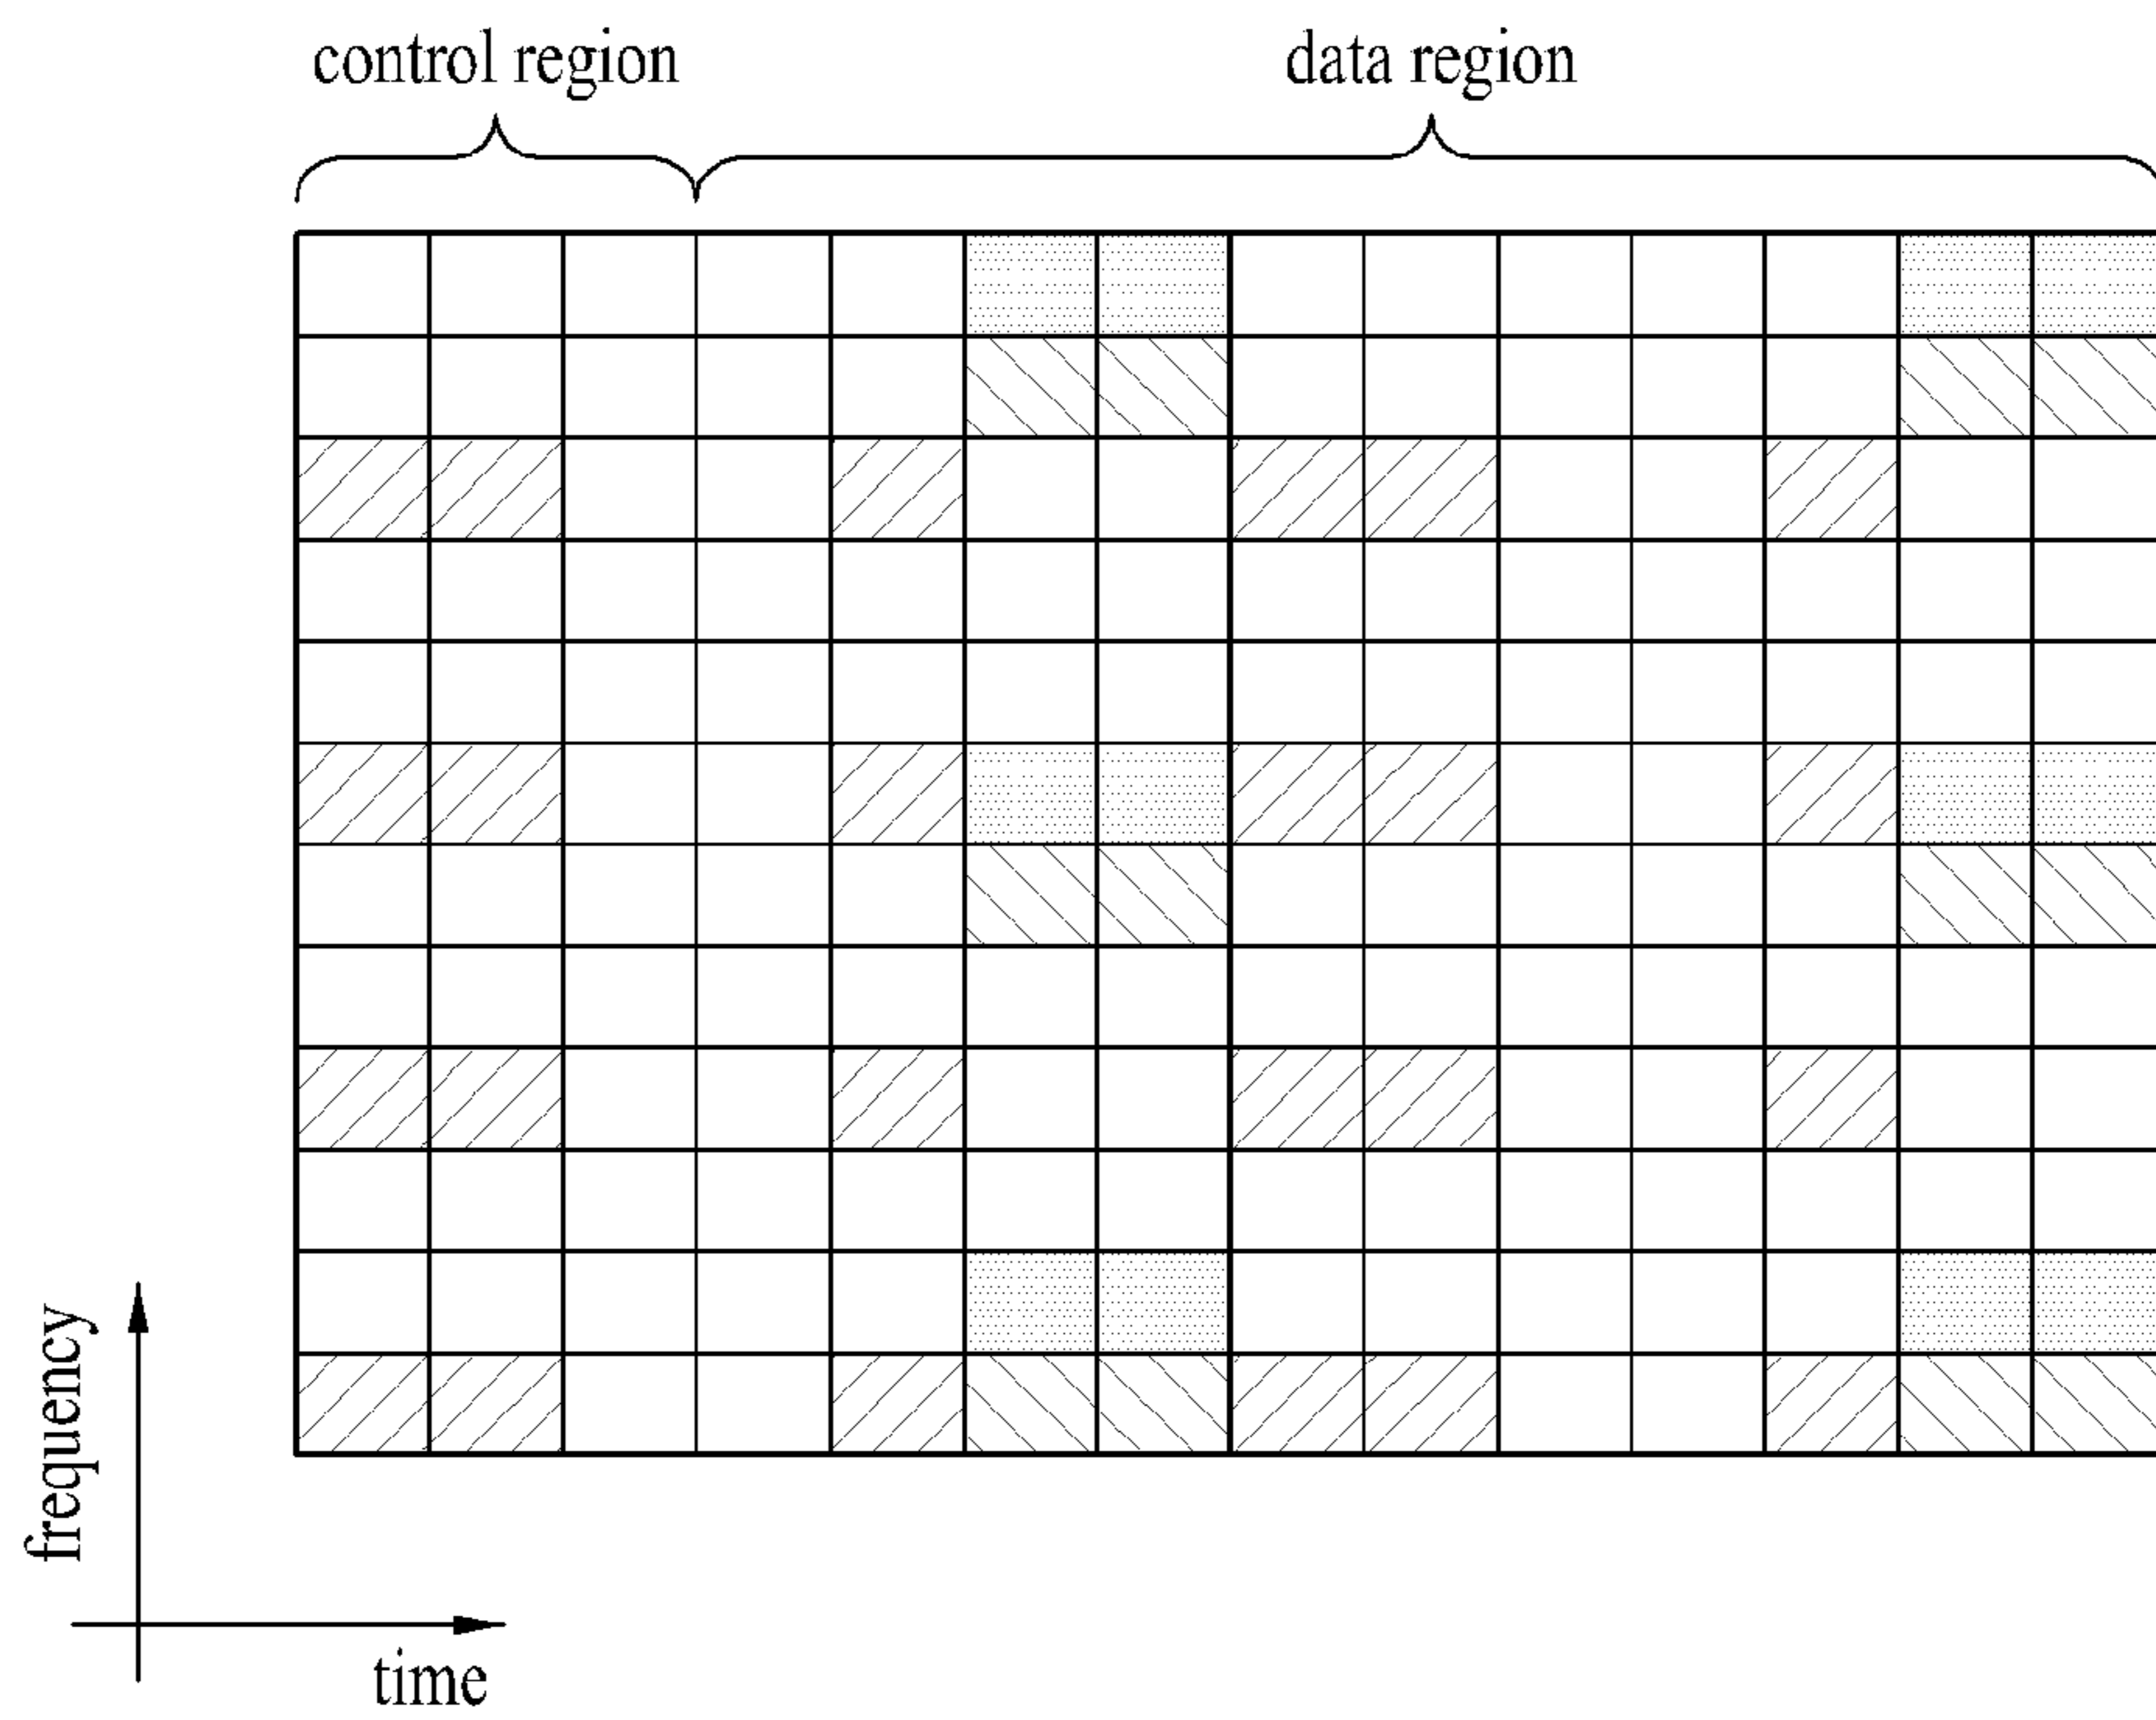 control region
data region
frequency
time